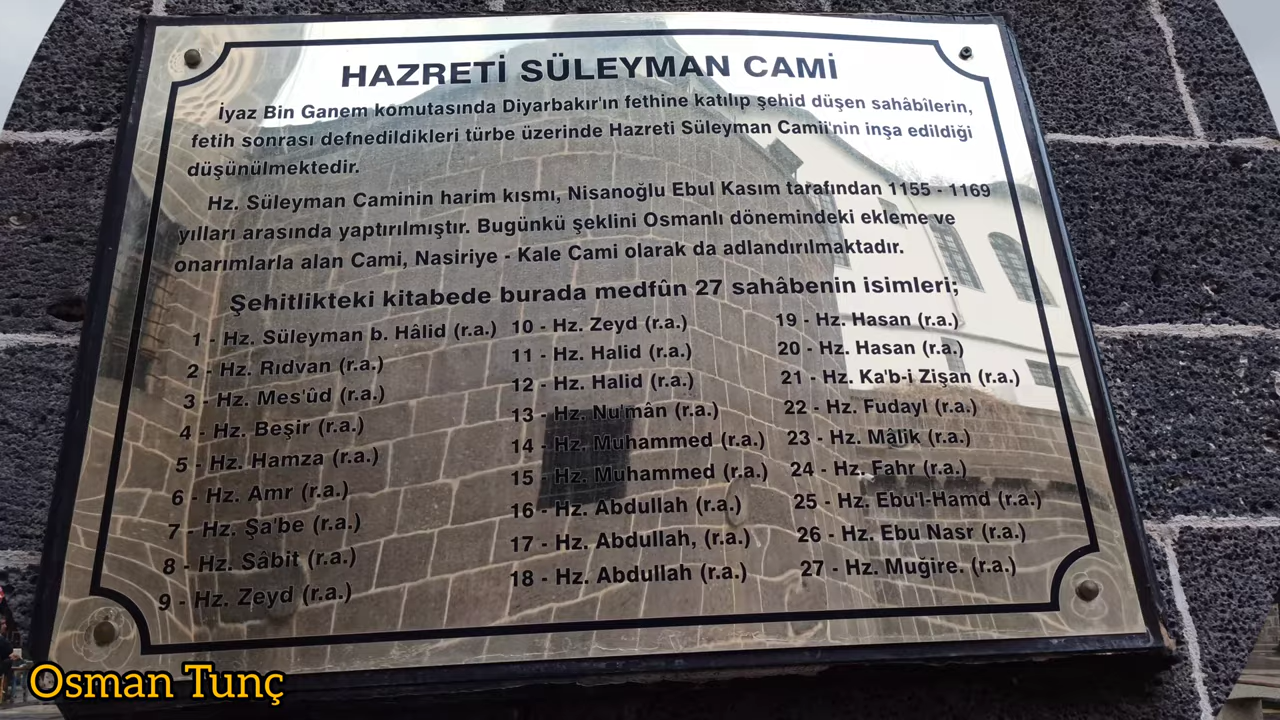 HAZRETİ SÜLEYMAN CAMİ
İyaz Bin Ganem komutasında Diyarbakır'ın fethine katılıp şehid düşen sahâbîlerin,
fetih sonrası defnedildikleri türbe üzerinde Hazreti Süleyman Camii'nin inşa edildiği
düşünülmektedir.
Hz. Süleyman Caminin harim kısmı, Nisanoğlu Ebul Kasım tarafından 1155 - 1169
yılları arasında yaptırılmıştır. Bugünkü şeklini Osmanlı dönemindeki ekleme ve
onarımlarla alan Cami, Nasiriye - Kale Cami olarak da adlandırılmaktadır.
Şehitlikteki kitabede burada medfûn 27 sahâbenin isimleri;
1 - Hz. Süleyman b. Hâlid (r.a.)
2 - Hz. Rıdvan (r.a.)
3 - Hz. Mes'ûd (r.a.)
4 - Hz. Beşir (r.a.)
5 - Hz. Hamza (r.a.)
6 - Hz. Amr (r.a.)
7 - Hz. Şa'be (r.a.)
8 - Hz. Sâbit (r.a.)
9 - Hz. Zeyd (r.a.)
10 - Hz. Zeyd (r.a.)
11 - Hz. Halid (r.a.)
12 - Hz. Halid (r.a.)
13 - Hz. Nu'mân (r.a.)
14 - Hz. Muhammed (r.a.)
15 - Hz. Muhammed (r.a.)
16 - Hz. Abdullah (r.a.)
17 - Hz. Abdullah, (r.a.)
18 - Hz. Abdullah (r.a.)
19 - Hz. Hasan (r.a.)
20 - Hz. Hasan (r.a.)
21 - Hz. Ka'b-i Zişan (r.a.)
22 - Hz. Fudayl (r.a.)
23 - Hz. Mâlik (r.a.)
24 - Hz. Fahr (r.a.)
25 - Hz. Ebu'l-Hamd (r.a.)
26 - Hz. Ebu Nasr (r.a.)
27 - Hz. Muğire. (r.a.)
Osman Tunç